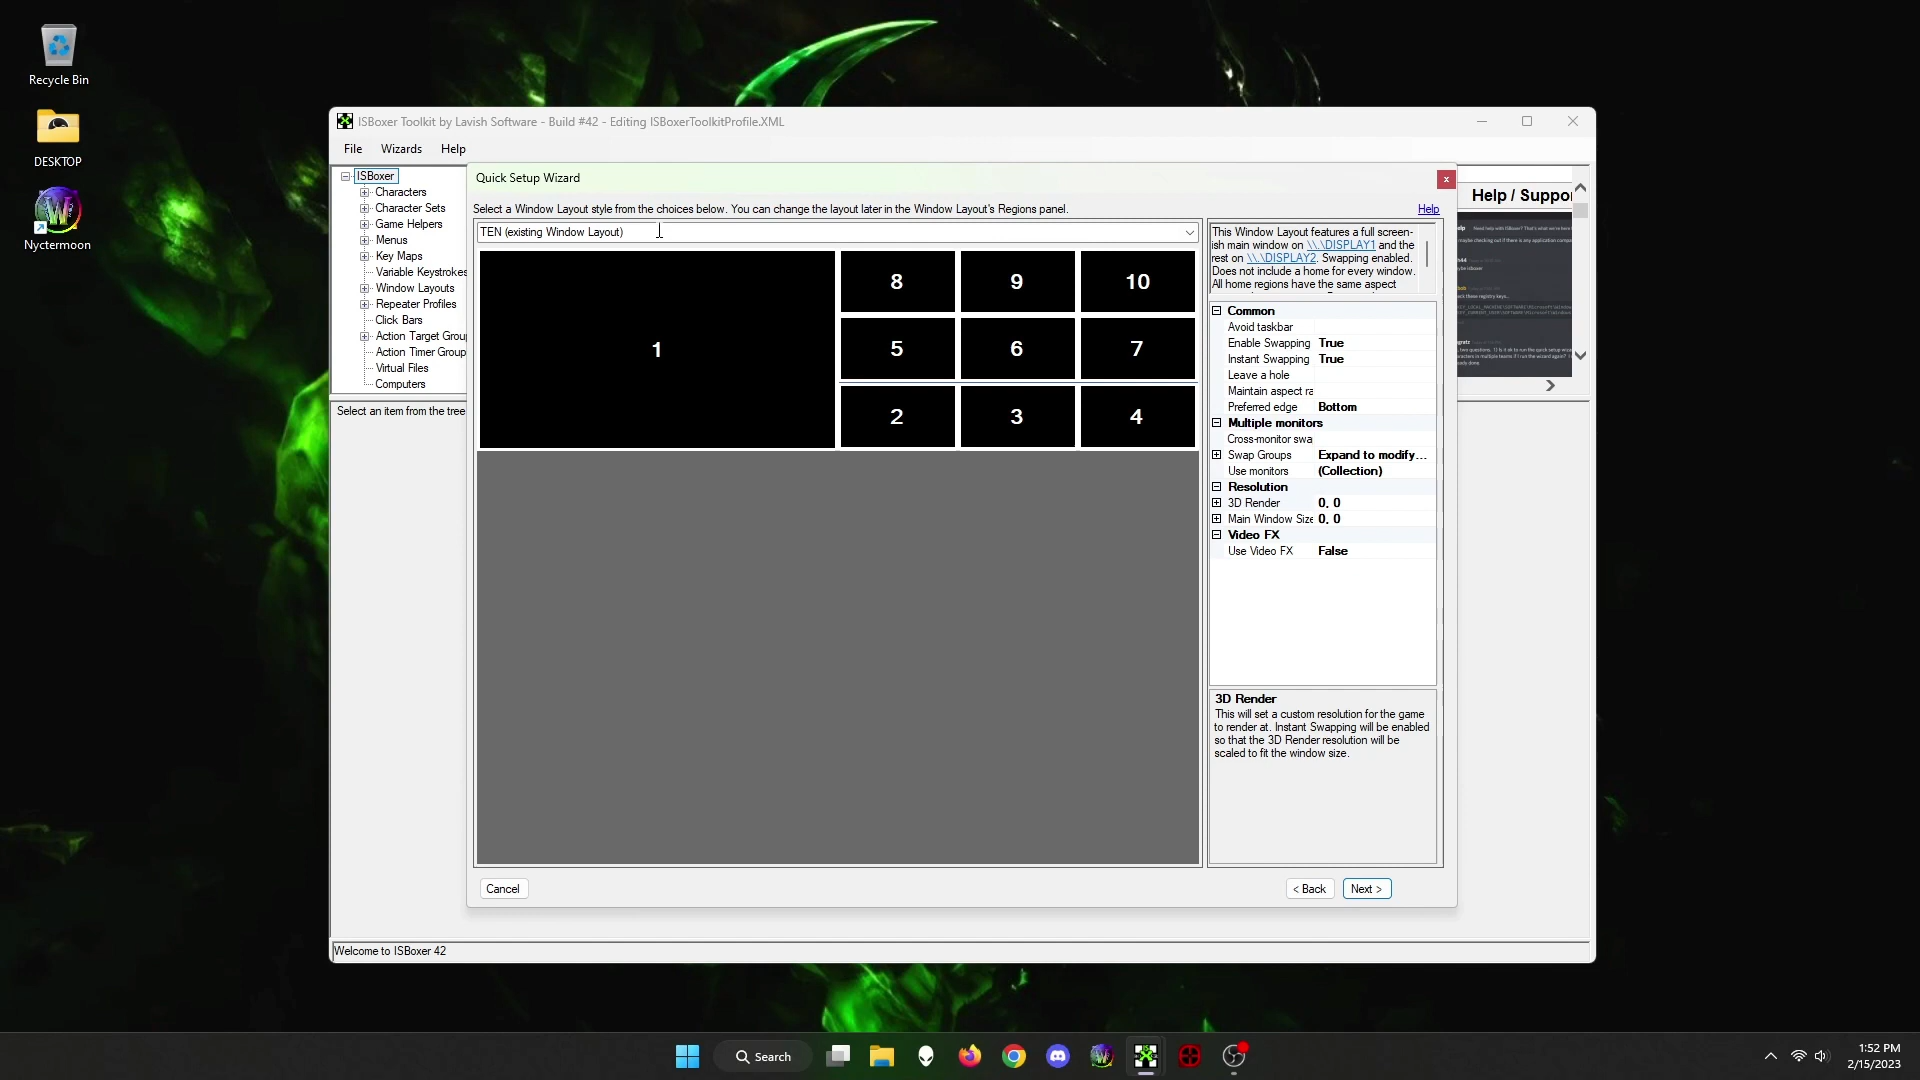 Recycle Bin
DESKTOP
Nyctermoon
ISBoxer Toolkit by Lavish Software - Build #42 - Editing ISBoxerToolkitProfile.XML
File Wizards Help
ISBoxer
Characters
Character Sets
Game Helpers
Menus
Key Maps
Variable Keystrokes
Window Layouts
Repeater Profiles
Click Bars
Action Target Grou
Action Timer Group
Virtual Files
Computers
Select an item from the tree
Quick Setup Wizard
x
Select a Window Layout style from the choices below. You can change the layout later in the Window Layout's Regions panel.
Help
TEN (existing Window Layout)
1
8 9 10
5 6 7
2 3 4
This Window Layout features a full screen-
ish main window on \\.\DISPLAY1 and the
rest on \\.\DISPLAY2. Swapping enabled.
Does not include a home for every window.
All home regions have the same aspect
Common
Avoid taskbar
Enable Swapping True
Instant Swapping True
Leave a hole
Maintain aspect ra
Preferred edge Bottom
Multiple monitors
Cross-monitor swa
Swap Groups Expand to modify...
Use monitors (Collection)
Resolution
3D Render 0, 0
Main Window Size 0, 0
Video FX
Use Video FX False
3D Render
This will set a custom resolution for the game
to render at. Instant Swapping will be enabled
so that the 3D Render resolution will be
scaled to fit the window size.
Cancel
< Back
Next >
Help / Suppor
Welcome to ISBoxer 42
Search
1:52 PM
2/15/2023